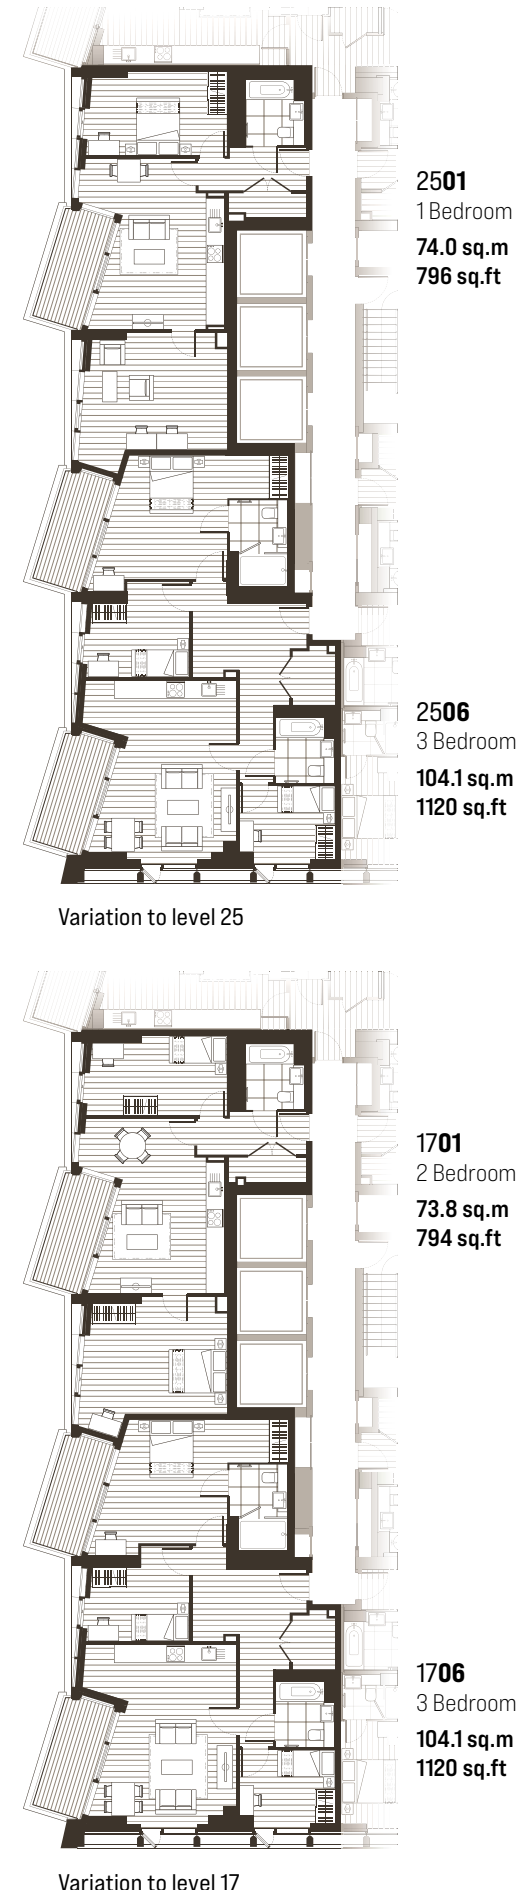 2501
1 Bedroom
74.0 sq.m
796 sq.ft
2506
3 Bedroom
104.1 sq.m
1120 sq.ft
Variation to level 25
1701
2 Bedroom
73.8 sq.m
794 sq.ft
1706
3 Bedroom
104.1 sq.m
1120 sq.ft
Variation to level 17